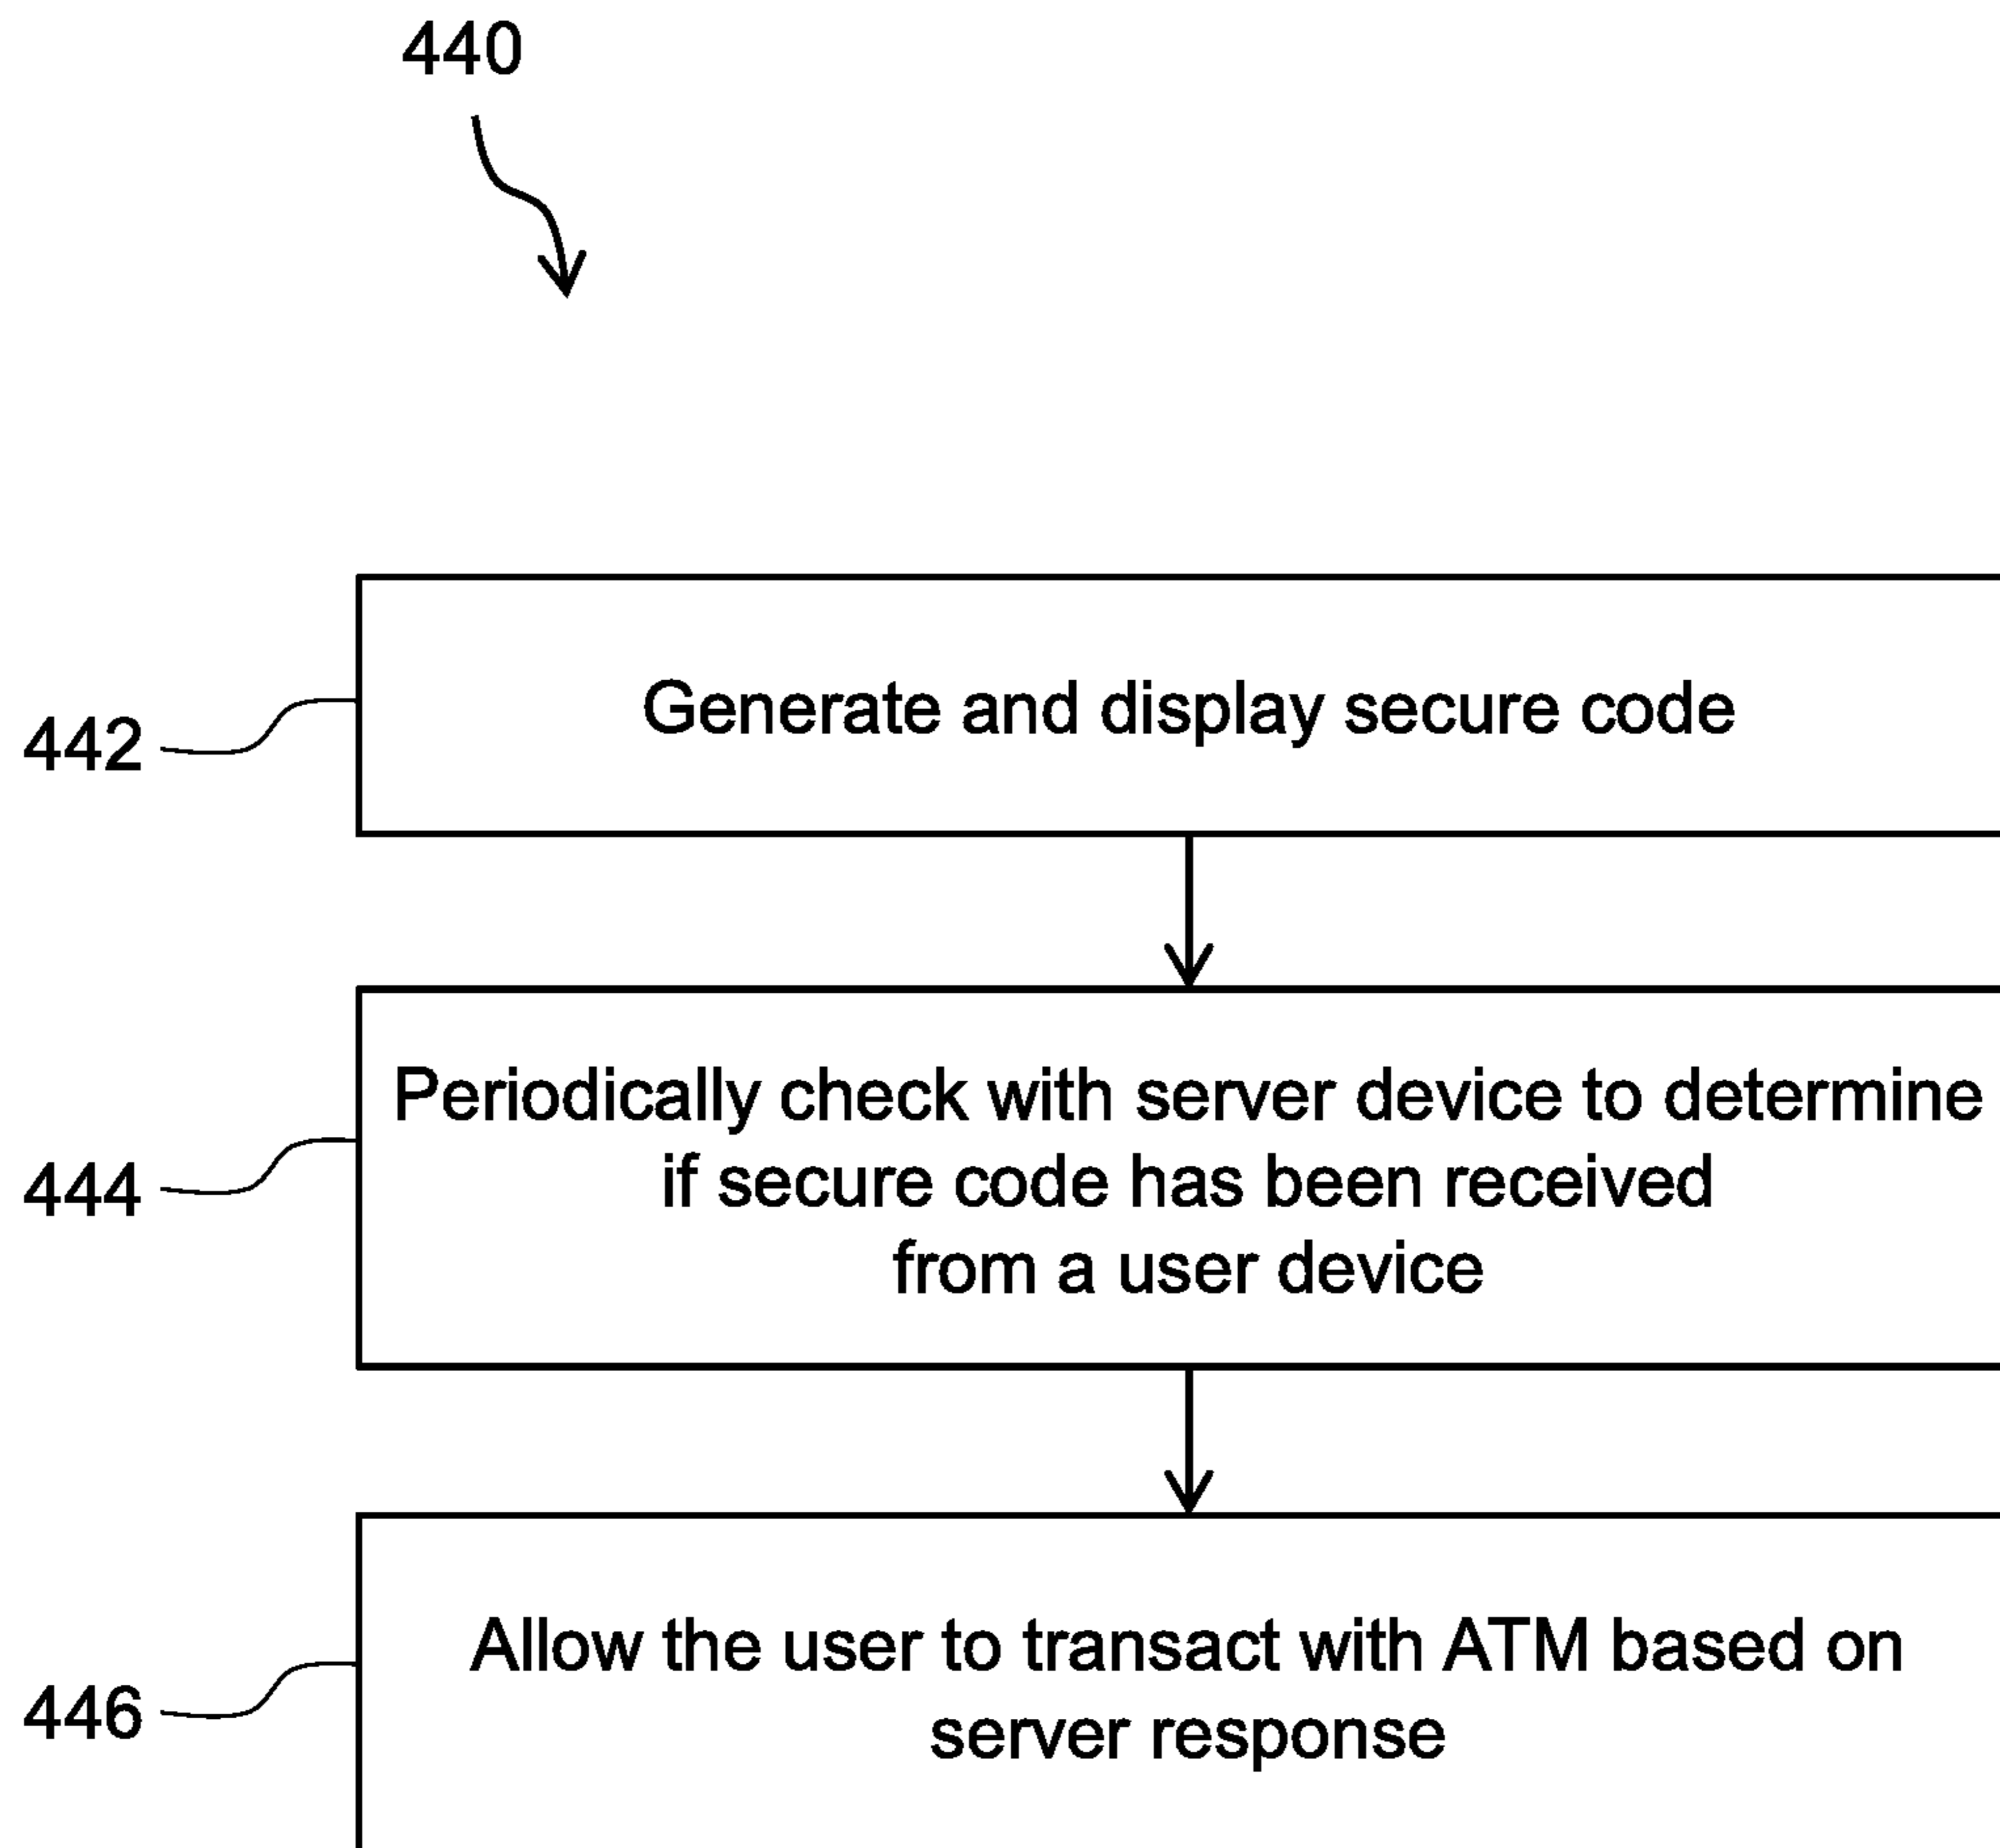 440
442
Generate and display secure code
444
Periodically check with server device to determine
if secure code has been received
from a user device
446
Allow the user to transact with ATM based on
server response